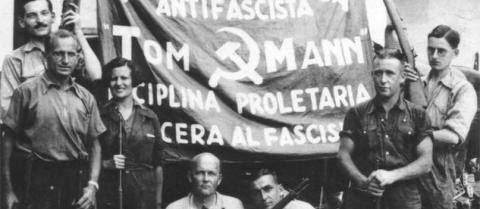 ANTIFASCISTA
"TOM MANN"
CIPLINA PROLETARIA
CERA AL FASCIS